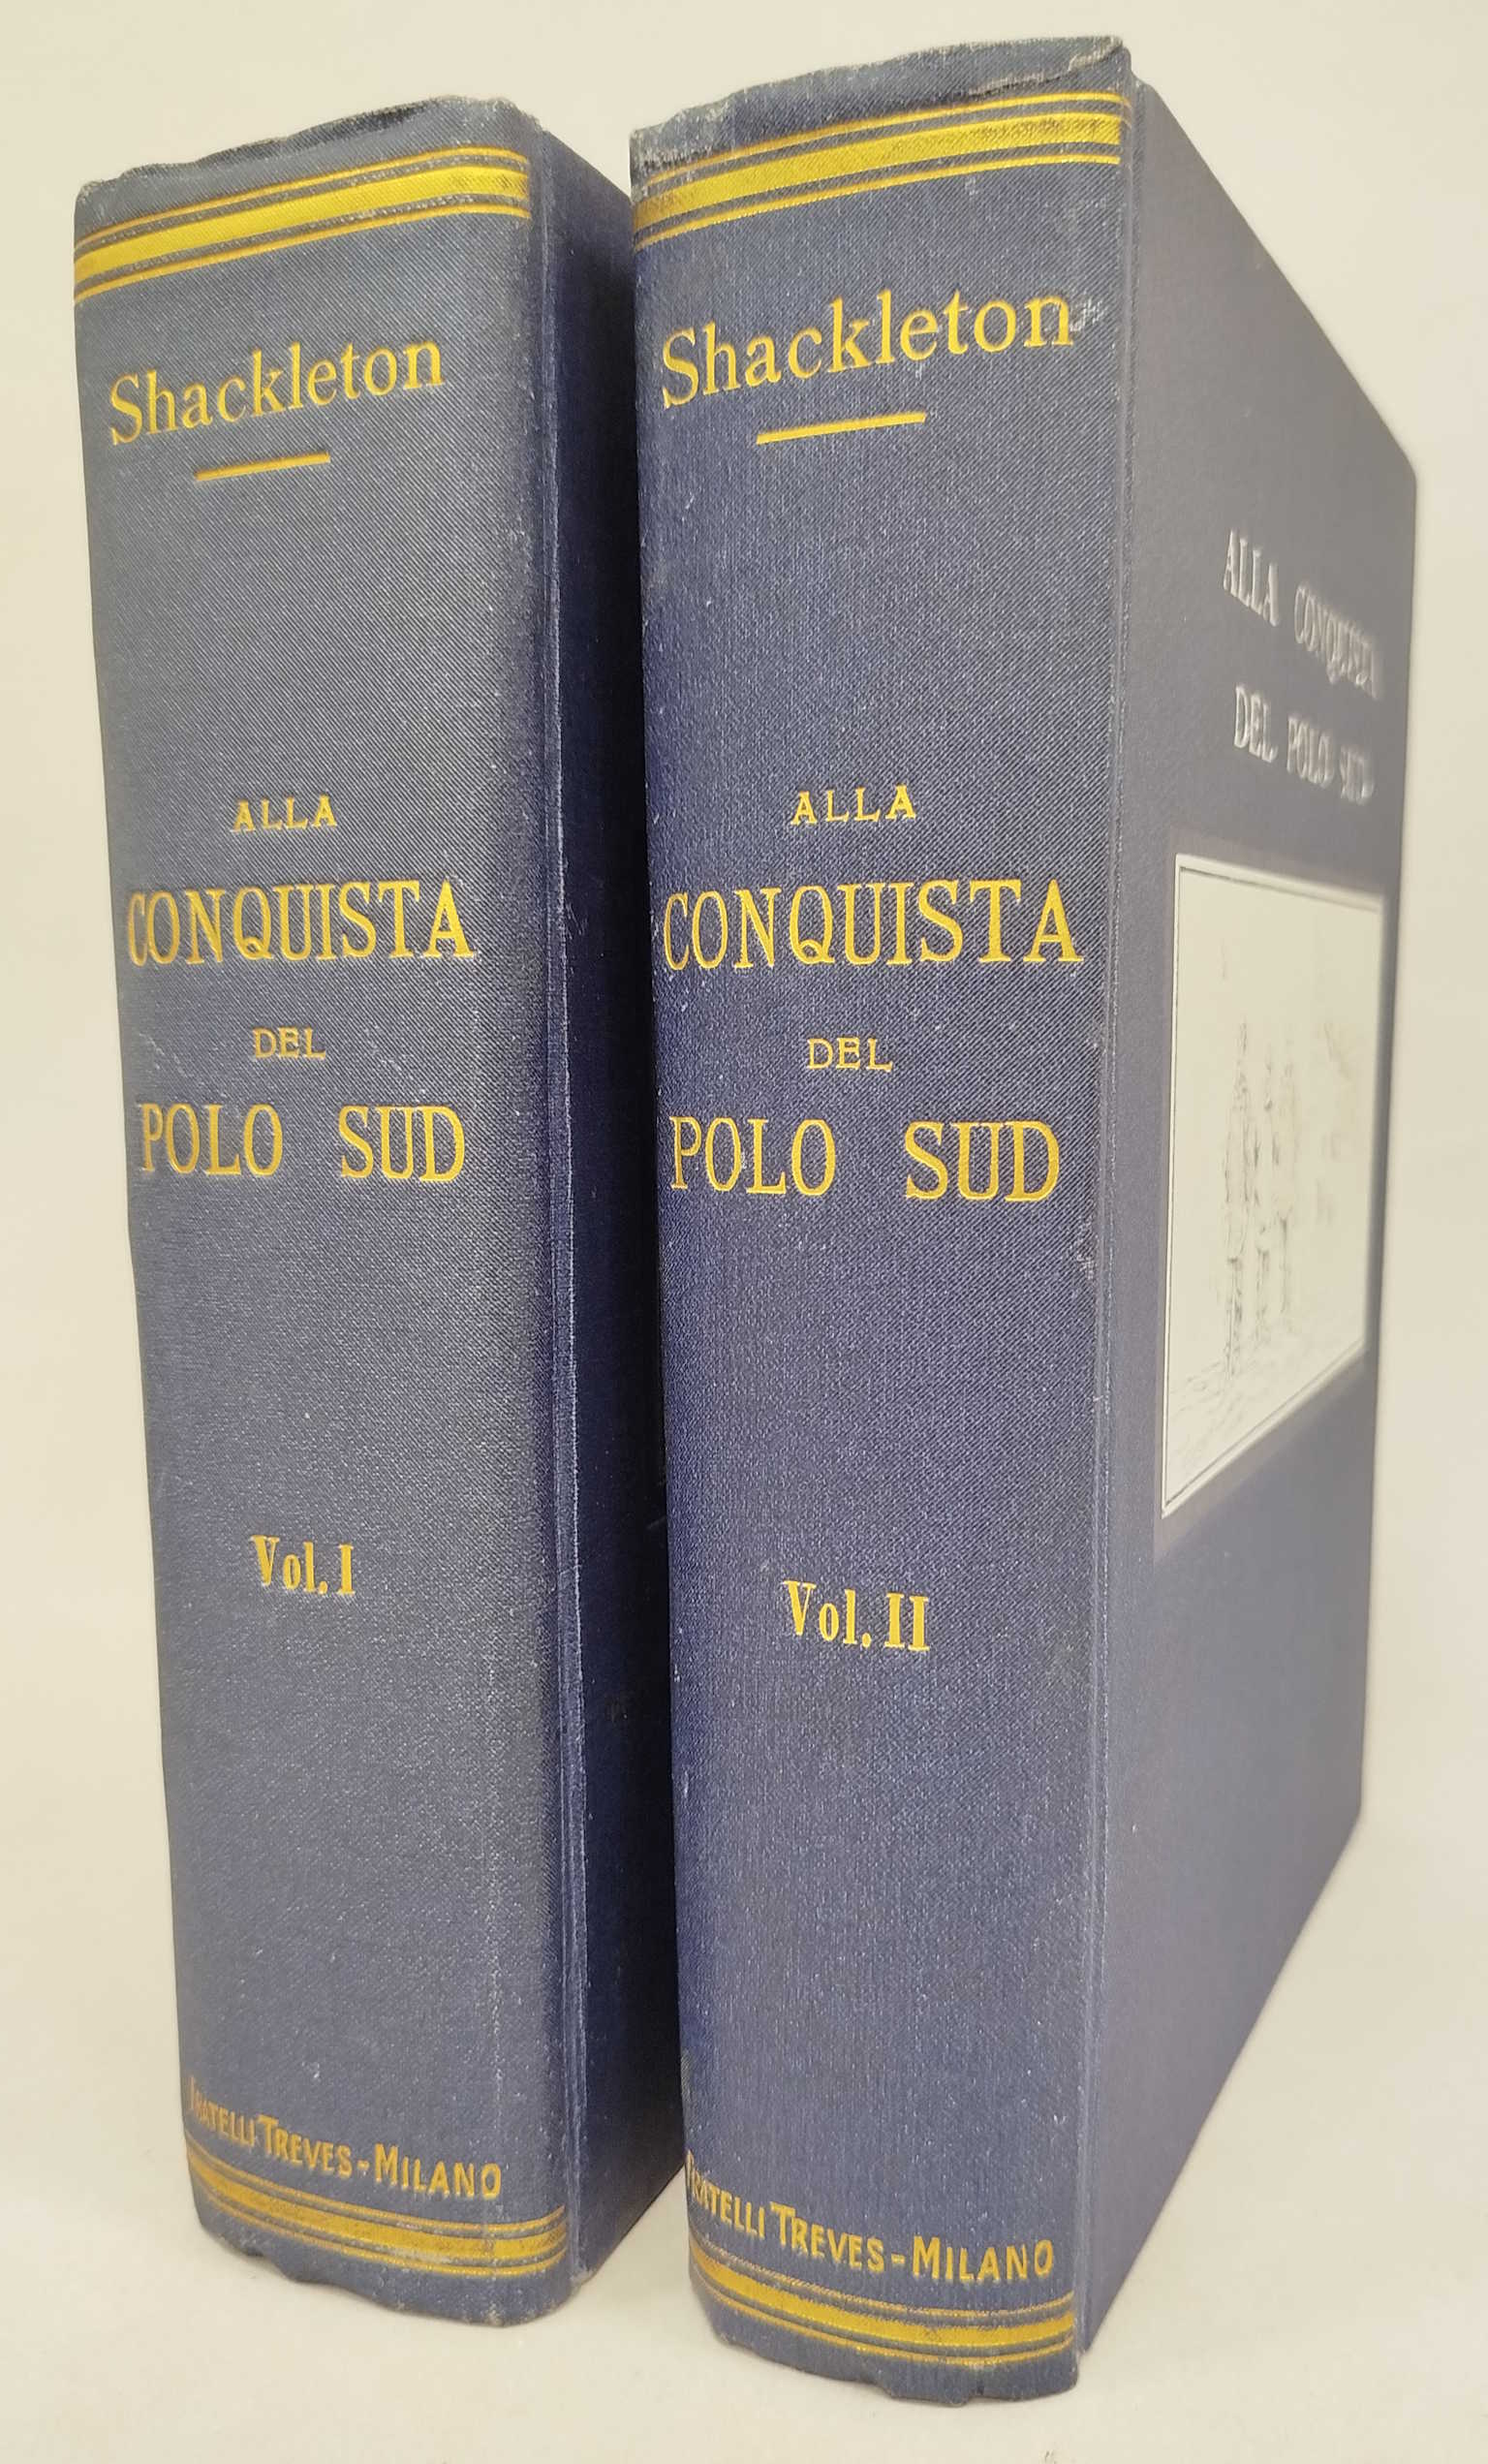 Shackleton
ALLA
CONQUISTA
DEL
POLO SUD
Vol. I
FRATELLI TREVES-MILANO
Shackleton
ALLA
CONQUISTA
DEL
POLO SUD
Vol. II
FRATELLI TREVES-MILANO
ALLA CONQUISTA
DEL POLO SUD